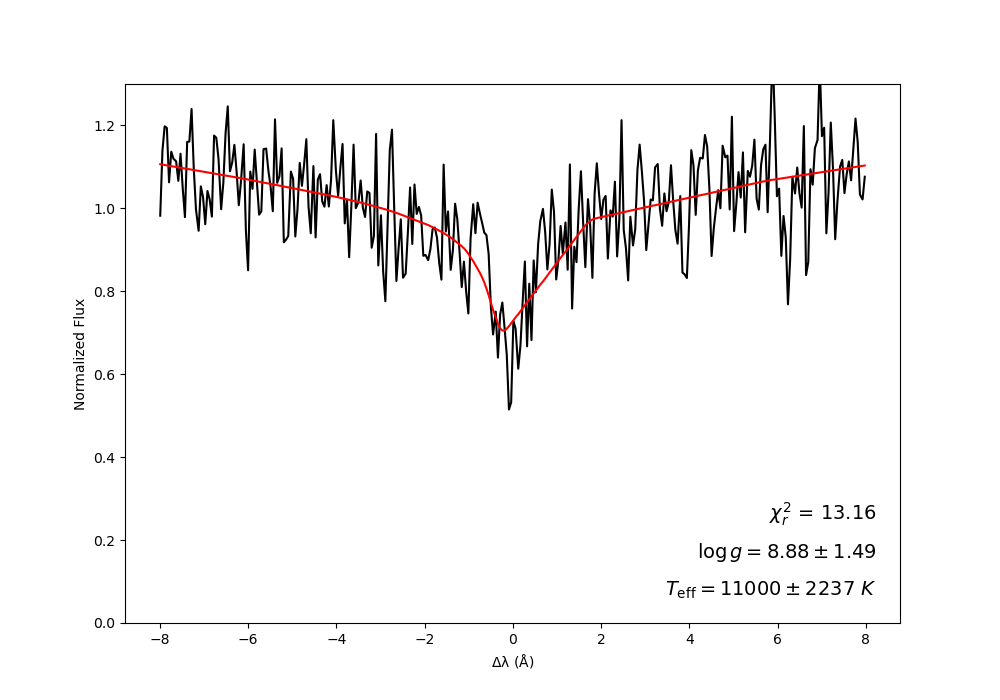 1.2
1.0
0.8
0.6
0.4
0.2
0.0
Normalized Flux
χ²ᵣ = 13.16
log g = 8.88 ± 1.49
T_eff = 11000 ± 2237 K
−8 −6 −4 −2 0 2 4 6 8
Δλ (Å)